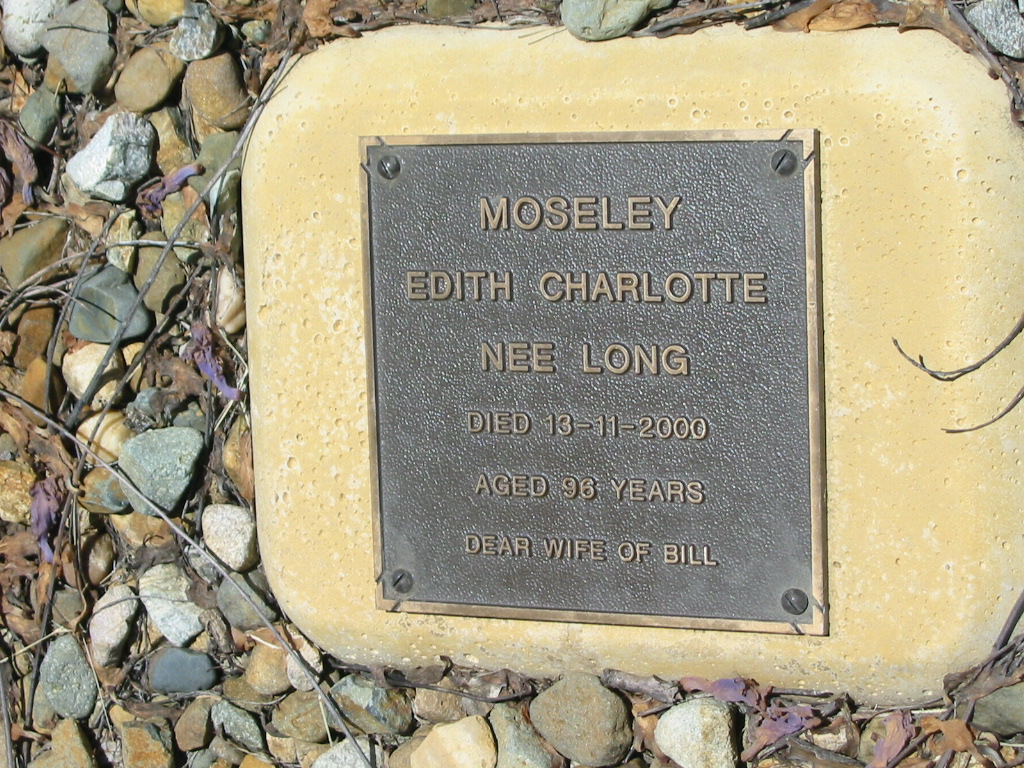 MOSELEY
EDITH CHARLOTTE
NEE LONG
DIED 13-11-2000
AGED 96 YEARS
DEAR WIFE OF BILL